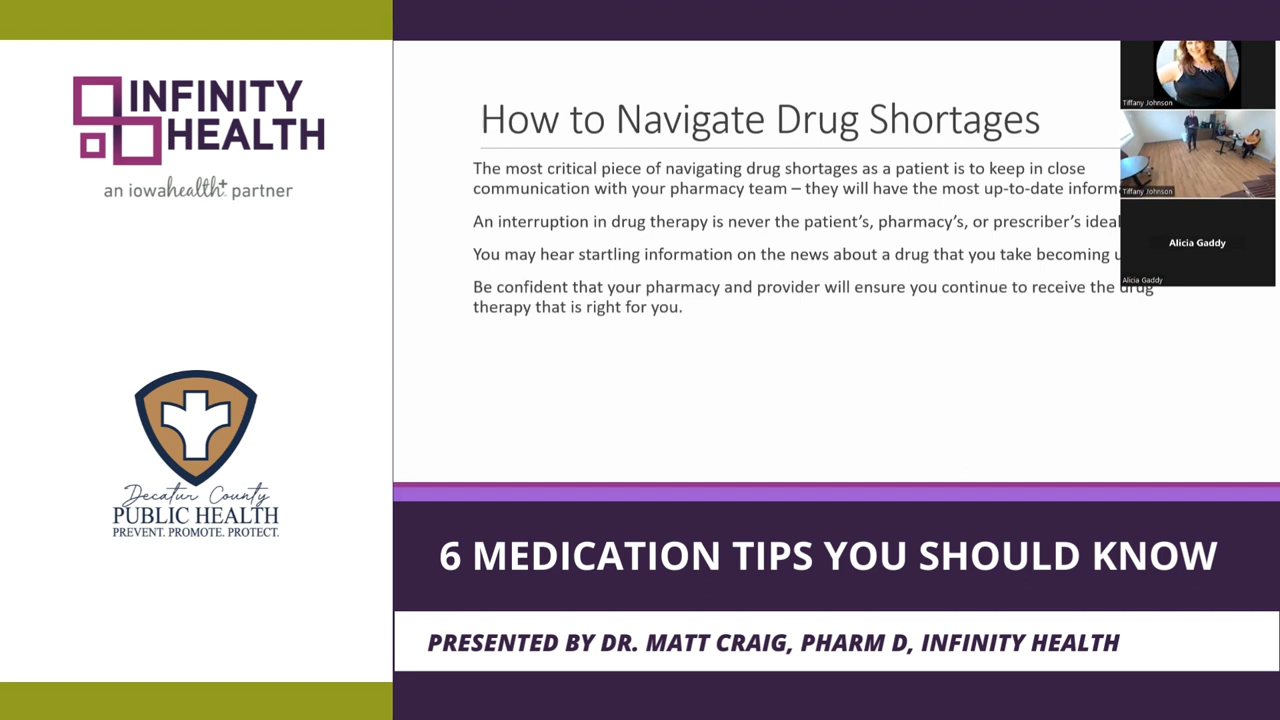 INFINITY
HEALTH
an iowahealth+ partner
Decatur County
PUBLIC HEALTH
PREVENT. PROMOTE. PROTECT.
How to Navigate Drug Shortages
The most critical piece of navigating drug shortages as a patient is to keep in close
communication with your pharmacy team – they will have the most up-to-date
An interruption in drug therapy is never the patient's, pharmacy's, or prescriber's ideal
You may hear startling information on the news about a drug that you take becoming
Be confident that your pharmacy and provider will ensure you continue to receive the drug
therapy that is right for you.
Tiffany Johnson
Tiffany Johnson
Alicia Gaddy
Alicia Gaddy
6 MEDICATION TIPS YOU SHOULD KNOW
PRESENTED BY DR. MATT CRAIG, PHARM D, INFINITY HEALTH